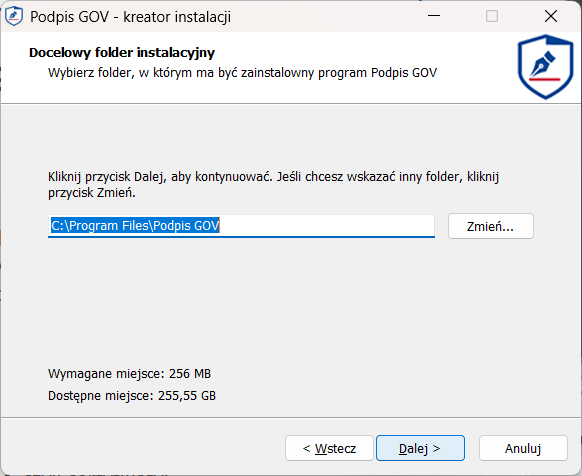 Podpis GOV - kreator instalacji
Docelowy folder instalacyjny
Wybierz folder, w którym ma być zainstalowny program Podpis GOV
Kliknij przycisk Dalej, aby kontynuować. Jeśli chcesz wskazać inny folder, kliknij
przycisk Zmień.
C:\Program Files\Podpis GOV
Zmień...
Wymagane miejsce: 256 MB
Dostępne miejsce: 255,55 GB
< Wstecz
Dalej >
Anuluj